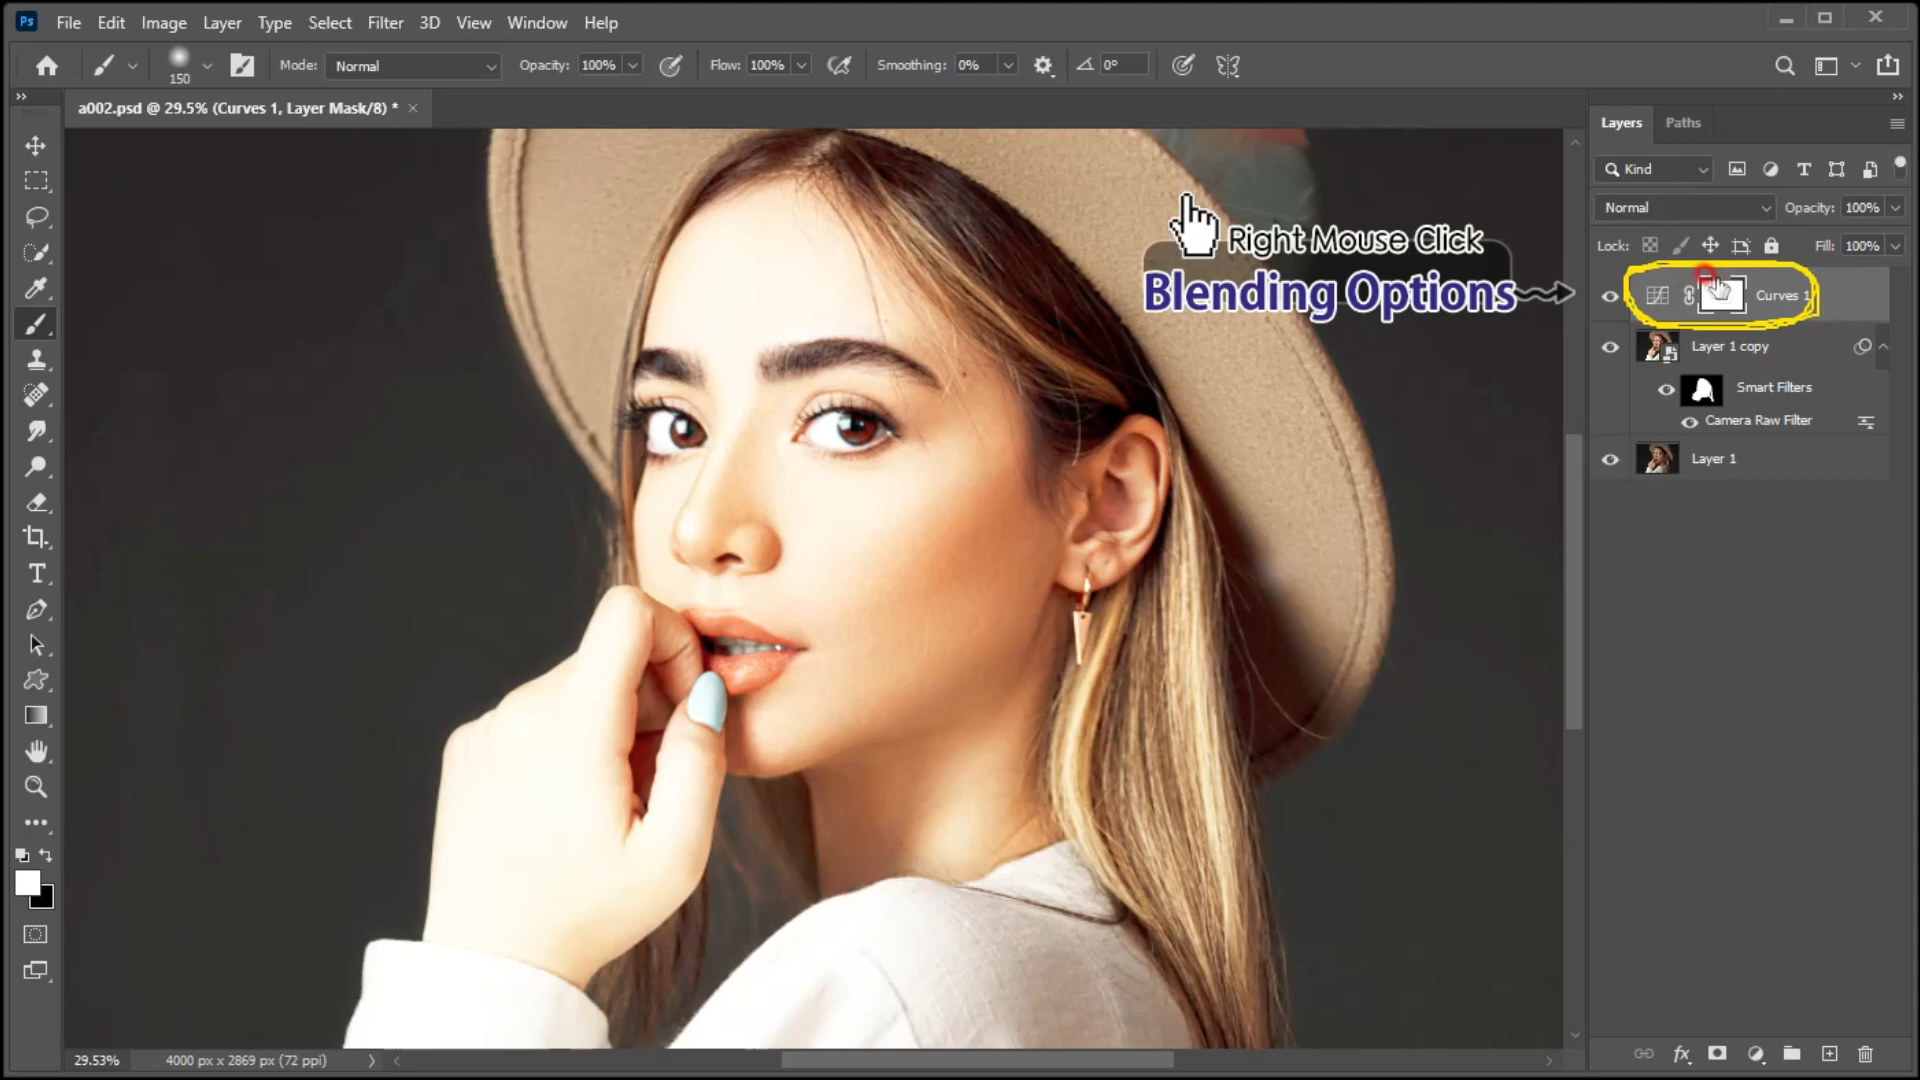 Ps File Edit Image Layer Type Select Filter 3D View Window Help
150 Mode: Normal Opacity: 100% Flow: 100% Smoothing: 0% 0°
a002.psd @ 29.5% (Curves 1, Layer Mask/8) *
Layers Paths
Kind
Normal Opacity: 100%
Lock: Fill: 100%
Right Mouse Click
Blending Options
Curves 1
Layer 1 copy
Smart Filters
Camera Raw Filter
Layer 1
29.53% 4000 px x 2869 px (72 ppi)
fx